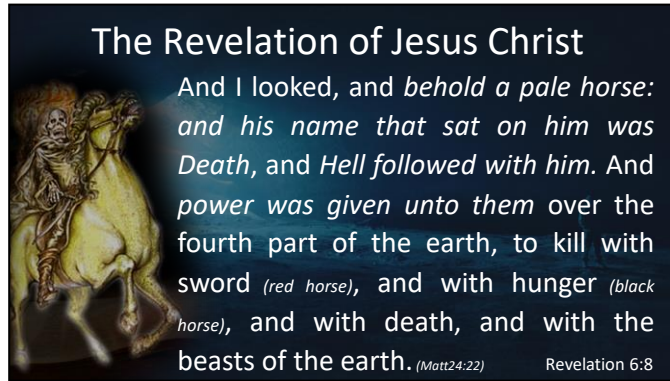 The Revelation of Jesus Christ
And I looked, and behold a pale horse:
and his name that sat on him was
Death, and Hell followed with him. And
power was given unto them over the
fourth part of the earth, to kill with
sword (red horse), and with hunger (black
horse), and with death, and with the
beasts of the earth. (Matt24:22) Revelation 6:8